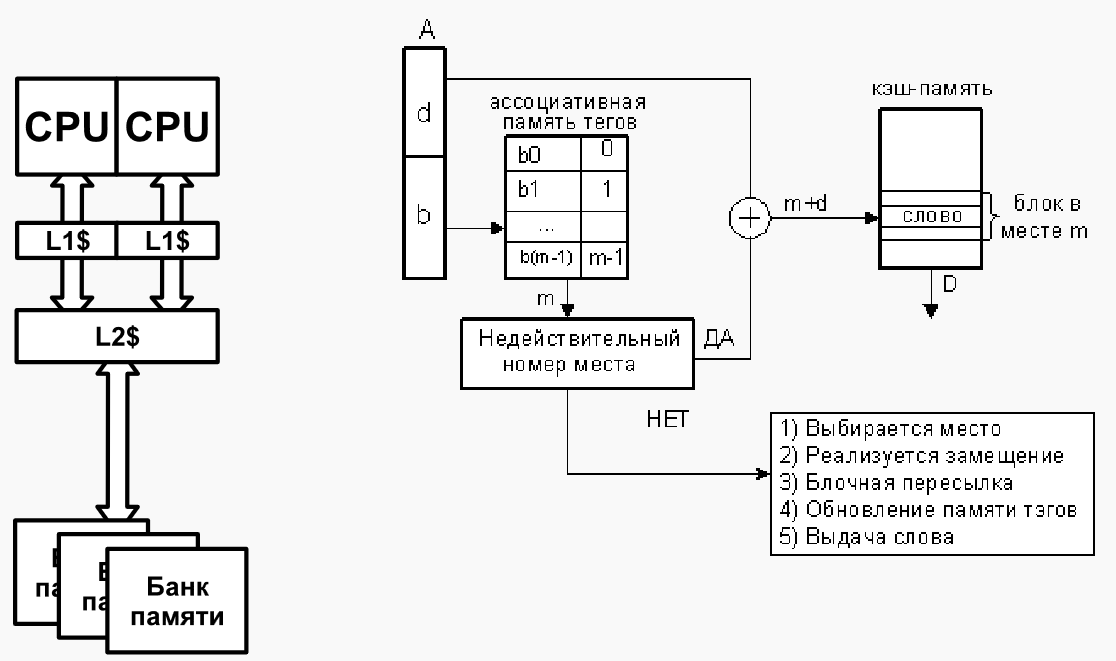 CPU CPU
L1$ L1$
L2$
Банк
памяти
A
d
b
ассоциативная
память тегов
b0 0
b1 1
...
b(m-1) m-1
m
Недействительный
номер места
ДА
НЕТ
+
m+d
кэш-память
слово
блок в
месте m
D
1) Выбирается место
2) Реализуется замещение
3) Блочная пересылка
4) Обновление памяти тэгов
5) Выдача слова